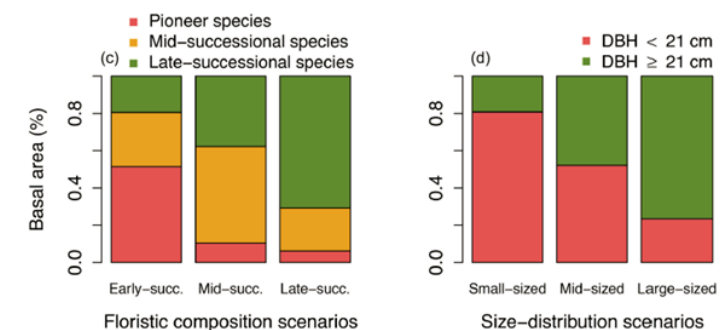 Pioneer species
Mid−successional species
(c) Late−successional species
DBH < 21 cm
(d) DBH ≥ 21 cm
Basal area (%)
0.8
0.4
0.0
0.8
0.4
0.0
Early−succ. Mid−succ. Late−succ.
Small−sized Mid−sized Large−sized
Floristic composition scenarios
Size−distribution scenarios